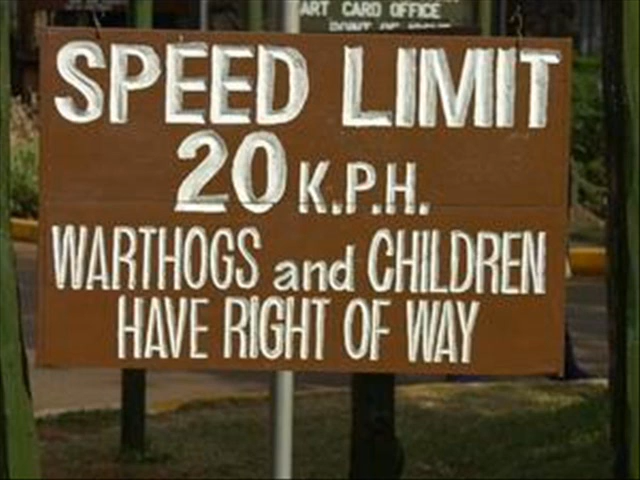 ART CARD OFFICE
SPEED LIMIT
20 K.P.H.
WARTHOGS and CHILDREN
HAVE RIGHT OF WAY